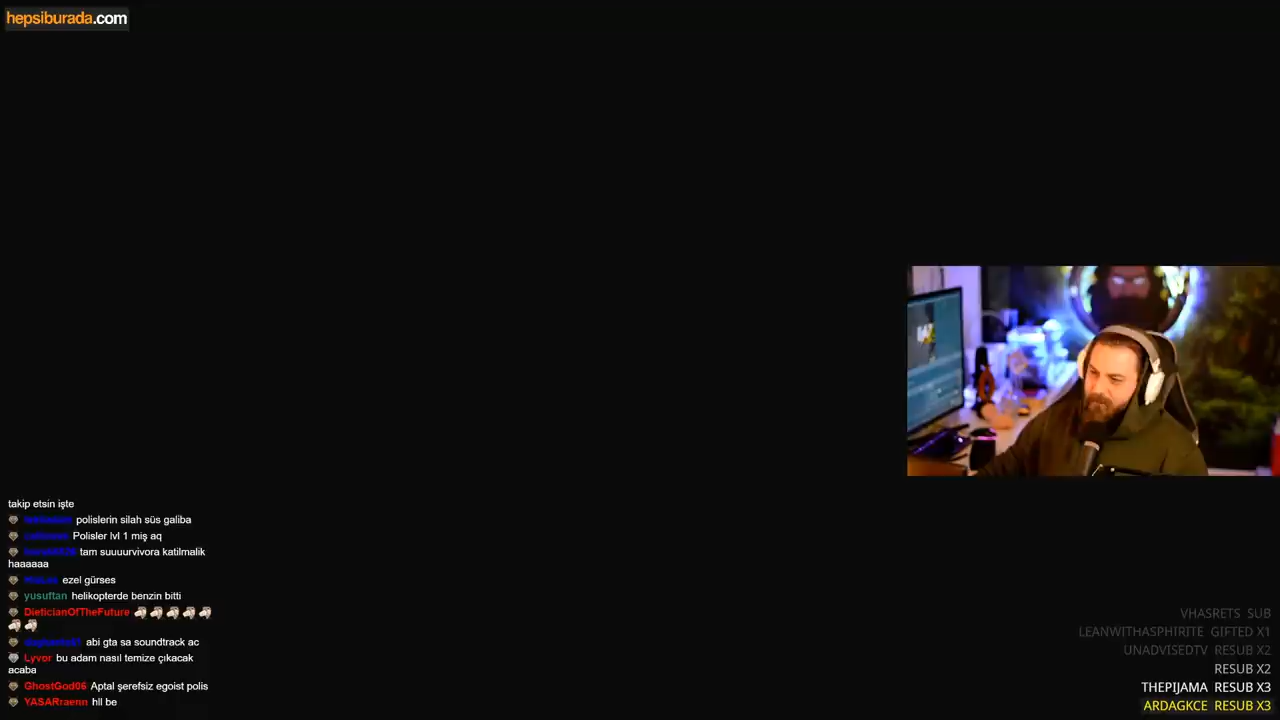 hepsiburada.com
takip etsin işte
polislerin silah süs galiba
Polisler lvl 1 miş aq
tam suuuurvivora katilmalik
haaaaaa
ezel gürses
yusuftan helikopterde benzin bitti
DieticianOfTheFuture
abi gta sa soundtrack ac
Lyvor bu adam nasıl temize çıkacak
acaba
GhostGod06 Aptal şerefsiz egoist polis
YASARraenn hll be
VHASRETS SUB
LEANWITHASPHIRITE GIFTED X1
UNADVISEDTV RESUB X2
RESUB X2
THEPIJAMA RESUB X3
ARDAGKCE RESUB X3